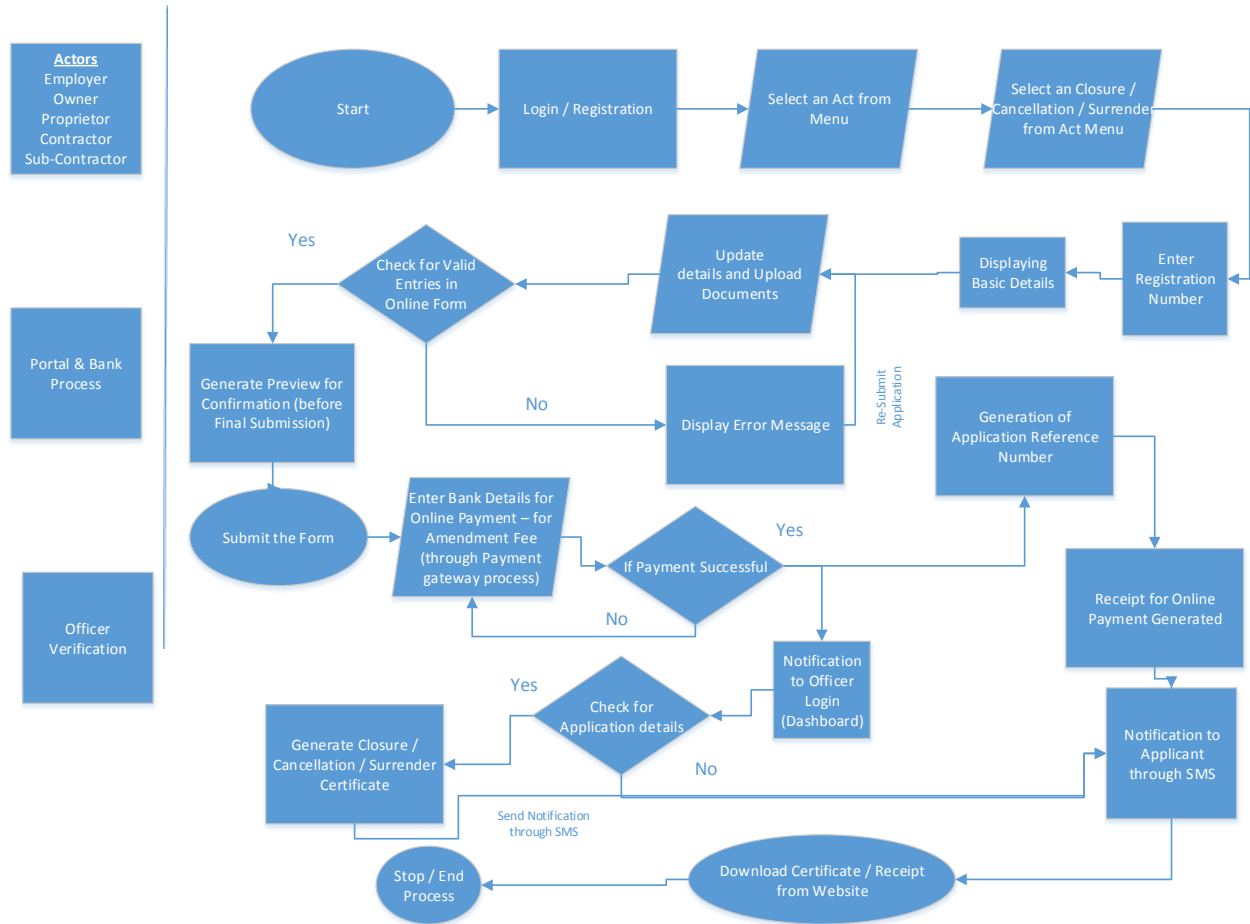 Actors
Employer
Owner
Proprietor
Contractor
Sub-Contractor
Start
Login / Registration
Select an Act from
Menu
Select an Closure /
Cancellation / Surrender
from Act Menu
Enter
Registration
Number
Displaying
Basic Details
Update
details and Upload
Documents
Yes
Check for Valid
Entries in
Online Form
Portal & Bank
Process
Generate Preview for
Confirmation (before
Final Submission)
No
Display Error Message
Re-Submit
Application
Generation of
Application Reference
Number
Submit the Form
Enter Bank Details for
Online Payment – for
Amendment Fee
(through Payment
gateway process)
If Payment Successful
Yes
No
Receipt for Online
Payment Generated
Officer
Verification
Notification
to Officer
Login
(Dashboard)
Yes
Check for
Application details
No
Generate Closure /
Cancellation / Surrender
Certificate
Notification to
Applicant
through SMS
Send Notification
through SMS
Download Certificate / Receipt
from Website
Stop / End
Process